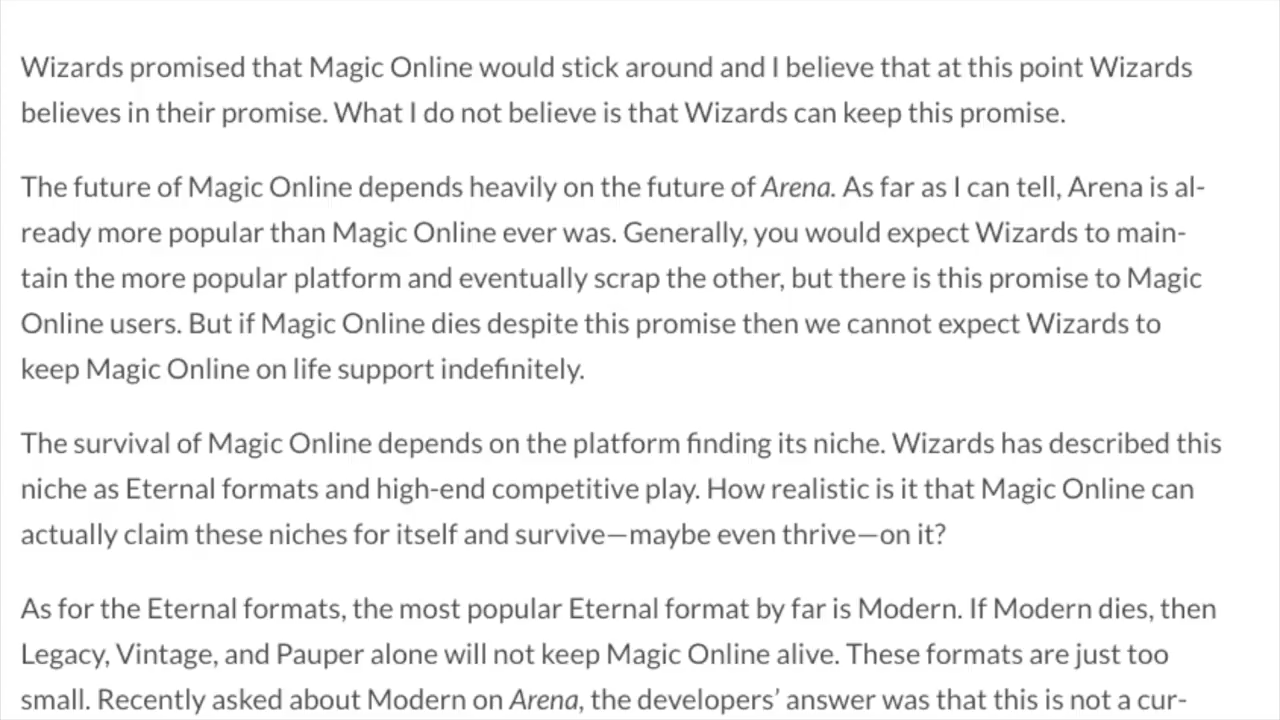 Wizards promised that Magic Online would stick around and I believe that at this point Wizards
believes in their promise. What I do not believe is that Wizards can keep this promise.
The future of Magic Online depends heavily on the future of Arena. As far as I can tell, Arena is al-
ready more popular than Magic Online ever was. Generally, you would expect Wizards to main-
tain the more popular platform and eventually scrap the other, but there is this promise to Magic
Online users. But if Magic Online dies despite this promise then we cannot expect Wizards to
keep Magic Online on life support indefinitely.
The survival of Magic Online depends on the platform finding its niche. Wizards has described this
niche as Eternal formats and high-end competitive play. How realistic is it that Magic Online can
actually claim these niches for itself and survive—maybe even thrive—on it?
As for the Eternal formats, the most popular Eternal format by far is Modern. If Modern dies, then
Legacy, Vintage, and Pauper alone will not keep Magic Online alive. These formats are just too
small. Recently asked about Modern on Arena, the developers’ answer was that this is not a cur-